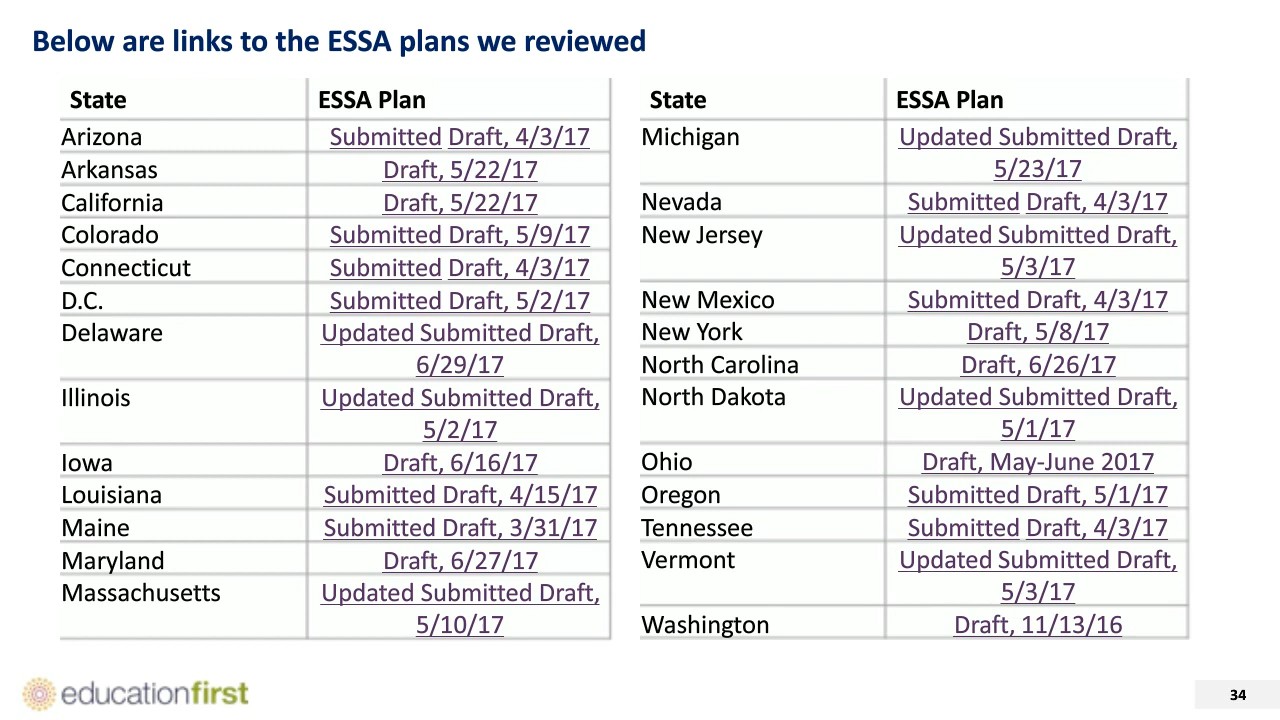 Below are links to the ESSA plans we reviewed
State ESSA Plan
Arizona Submitted Draft, 4/3/17
Arkansas Draft, 5/22/17
California Draft, 5/22/17
Colorado Submitted Draft, 5/9/17
Connecticut Submitted Draft, 4/3/17
D.C. Submitted Draft, 5/2/17
Delaware Updated Submitted Draft,
6/29/17
Illinois Updated Submitted Draft,
5/2/17
Iowa Draft, 6/16/17
Louisiana Submitted Draft, 4/15/17
Maine Submitted Draft, 3/31/17
Maryland Draft, 6/27/17
Massachusetts Updated Submitted Draft,
5/10/17
State ESSA Plan
Michigan Updated Submitted Draft,
5/23/17
Nevada Submitted Draft, 4/3/17
New Jersey Updated Submitted Draft,
5/3/17
New Mexico Submitted Draft, 4/3/17
New York Draft, 5/8/17
North Carolina Draft, 6/26/17
North Dakota Updated Submitted Draft,
5/1/17
Ohio Draft, May-June 2017
Oregon Submitted Draft, 5/1/17
Tennessee Submitted Draft, 4/3/17
Vermont Updated Submitted Draft,
5/3/17
Washington Draft, 11/13/16
educationfirst
34